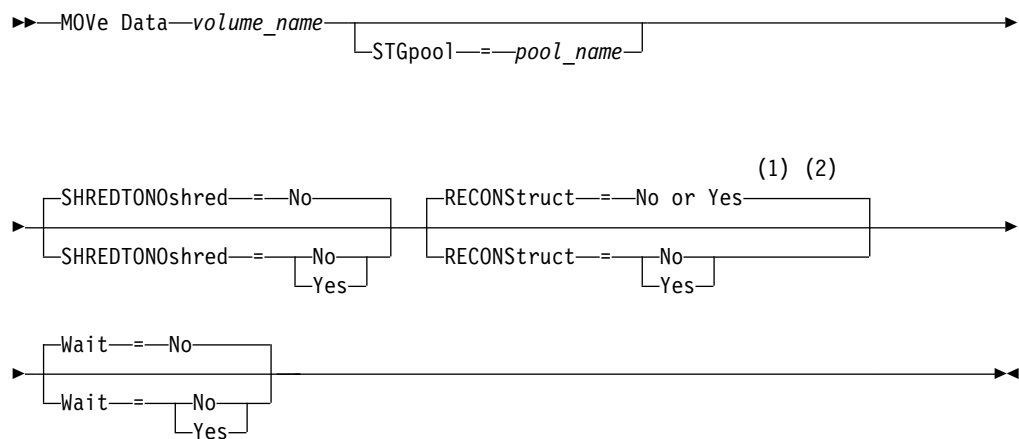 MOVe Data volume_name
STGpool = pool_name
(1) (2)
SHREDTONOshred = No RECONStruct = No or Yes
SHREDTONOshred = No RECONStruct = No
Yes Yes
Wait = No
Wait = No
Yes